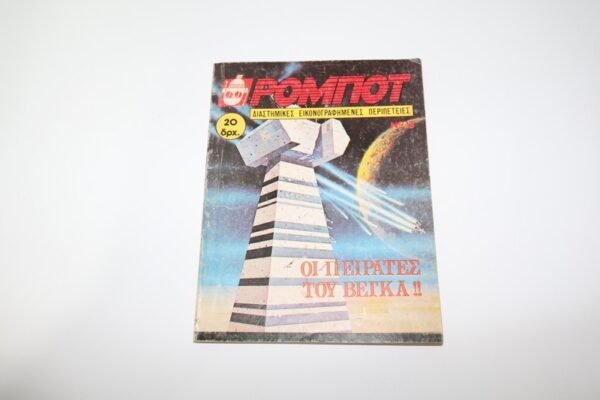 ΡΟΜΠΟΤ
ΔΙΑΣΤΗΜΙΚΕΣ ΕΙΚΟΝΟΓΡΑΦΗΜΕΝΕΣ ΠΕΡΙΠΕΤΕΙΕΣ
20
δρχ.
ΟΙ ΠΕΙΡΑΤΕΣ
ΤΟΥ ΒΕΓΚΑ!!